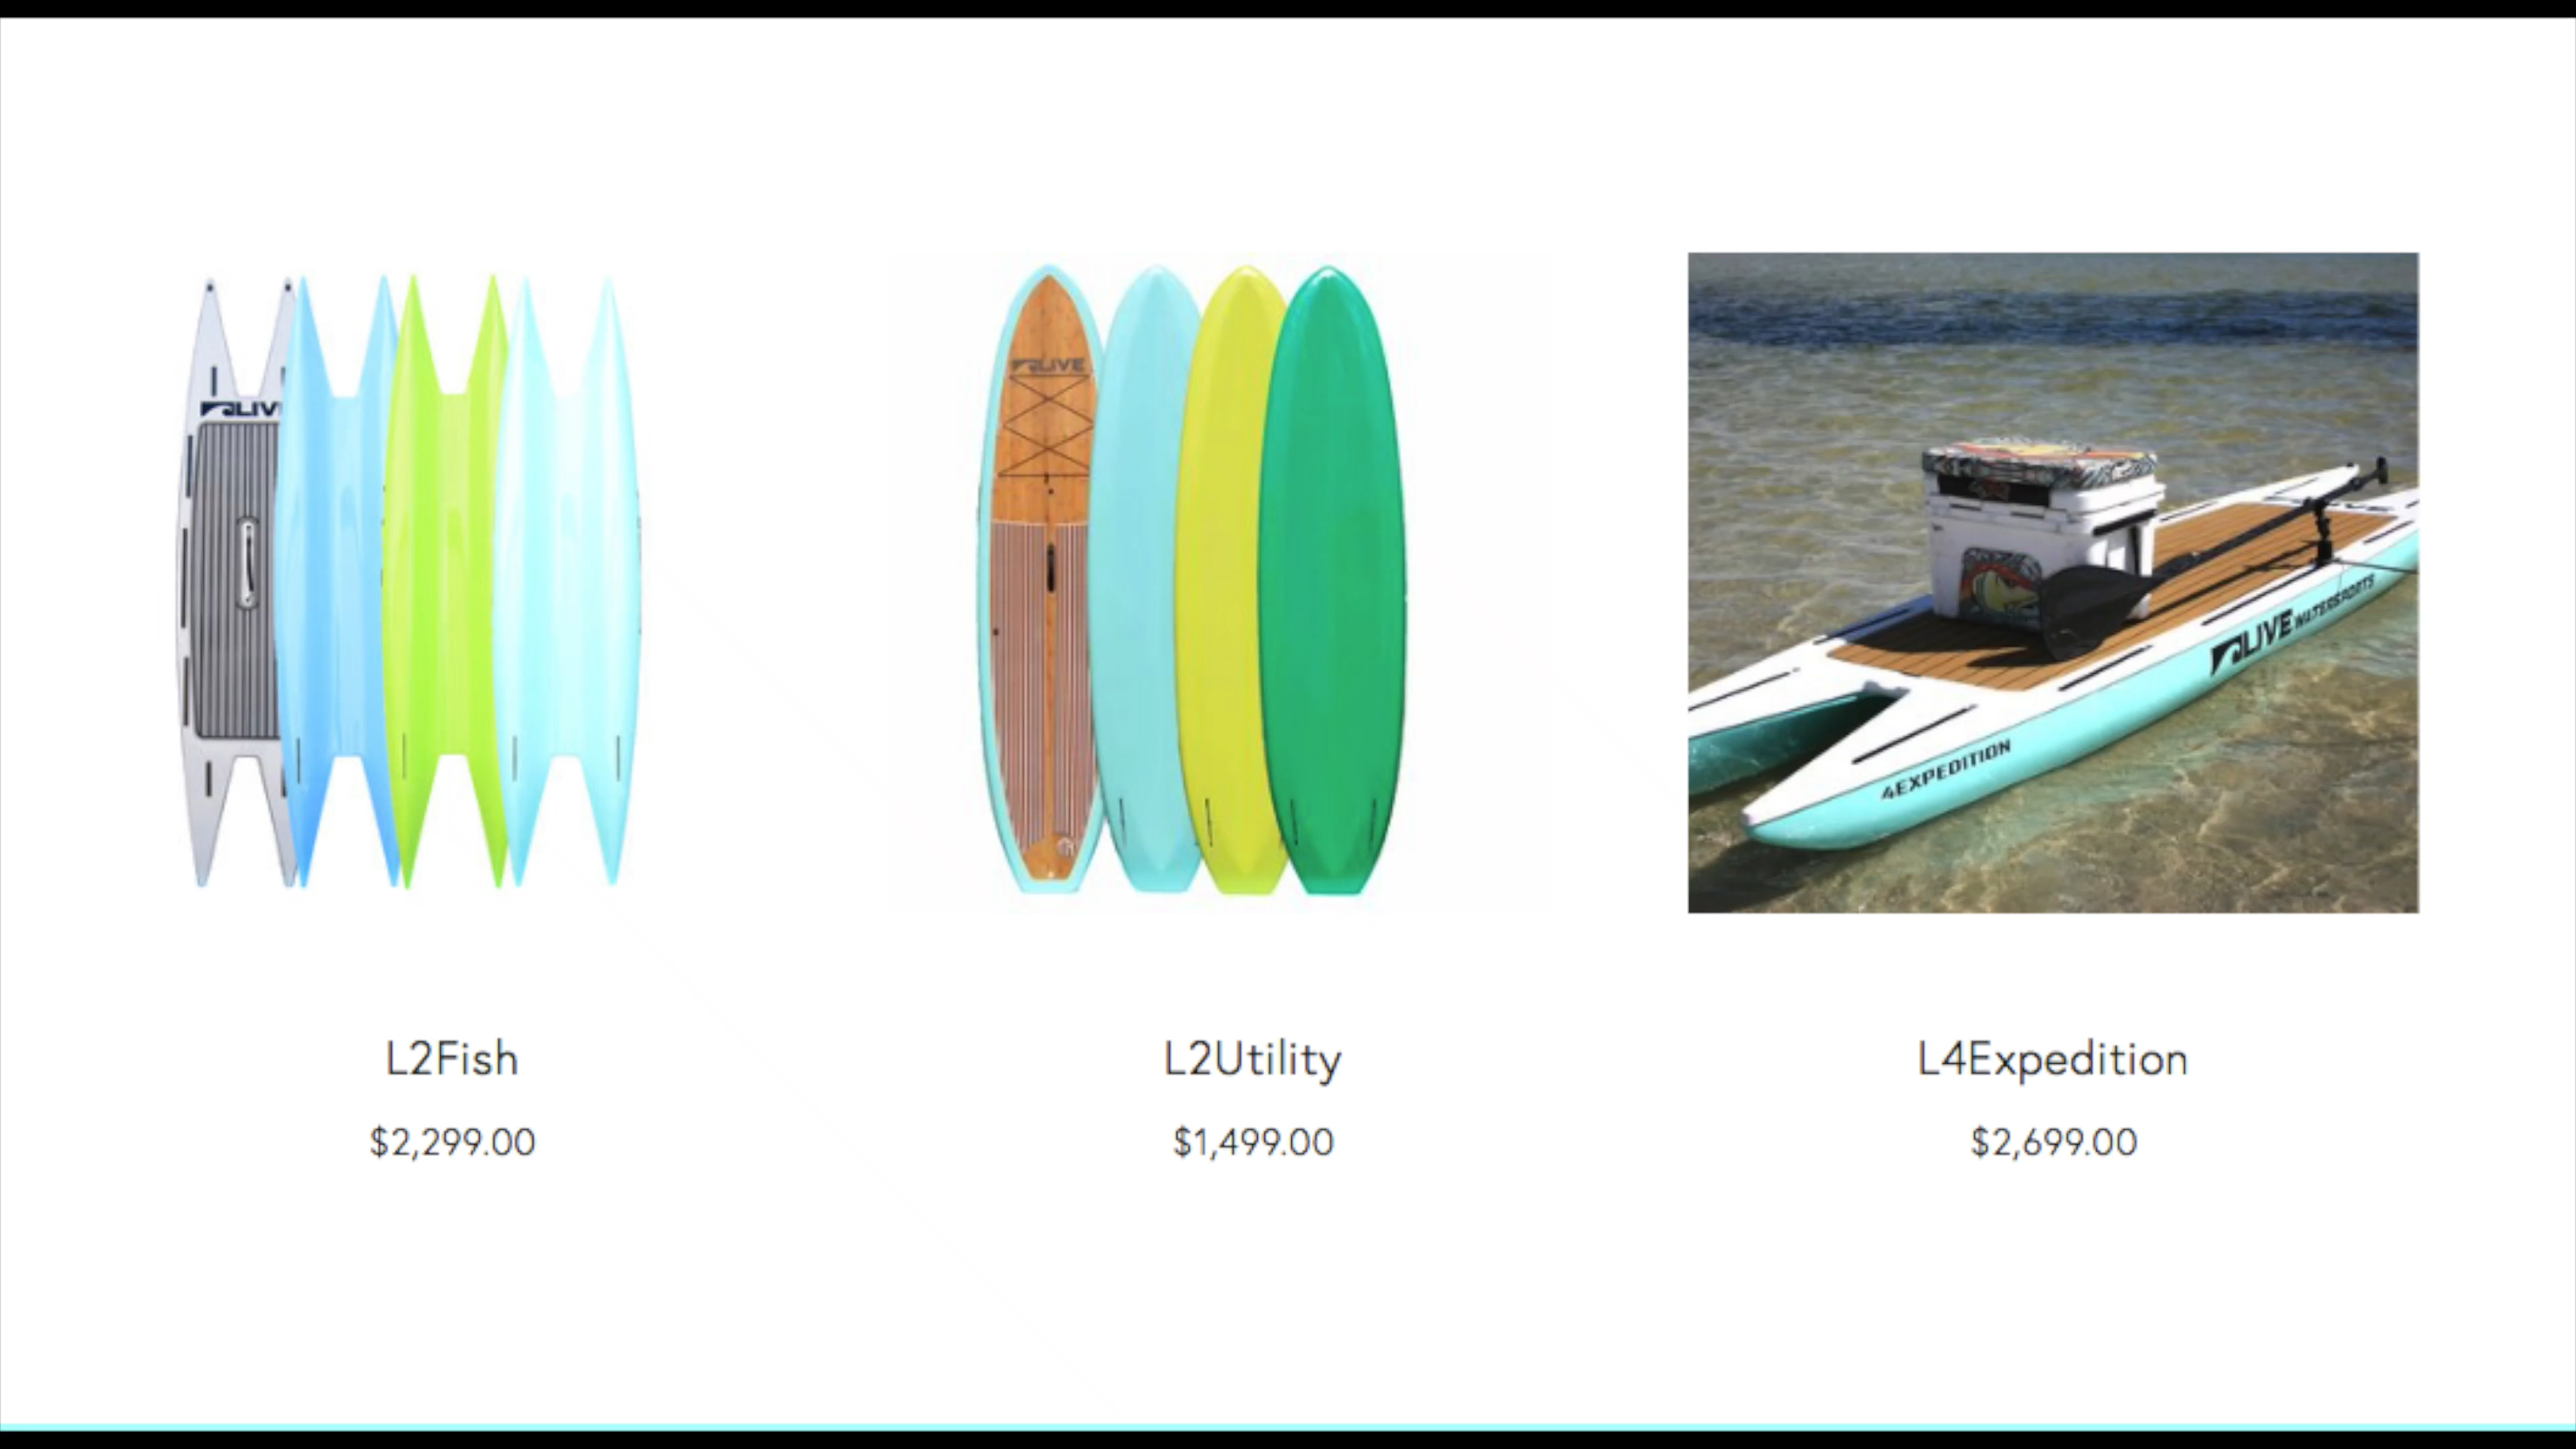 LIVE
LIVE
LIVE WATERSPORTS
4EXPEDITION
L2Fish
L2Utility
L4Expedition
$2,299.00
$1,499.00
$2,699.00